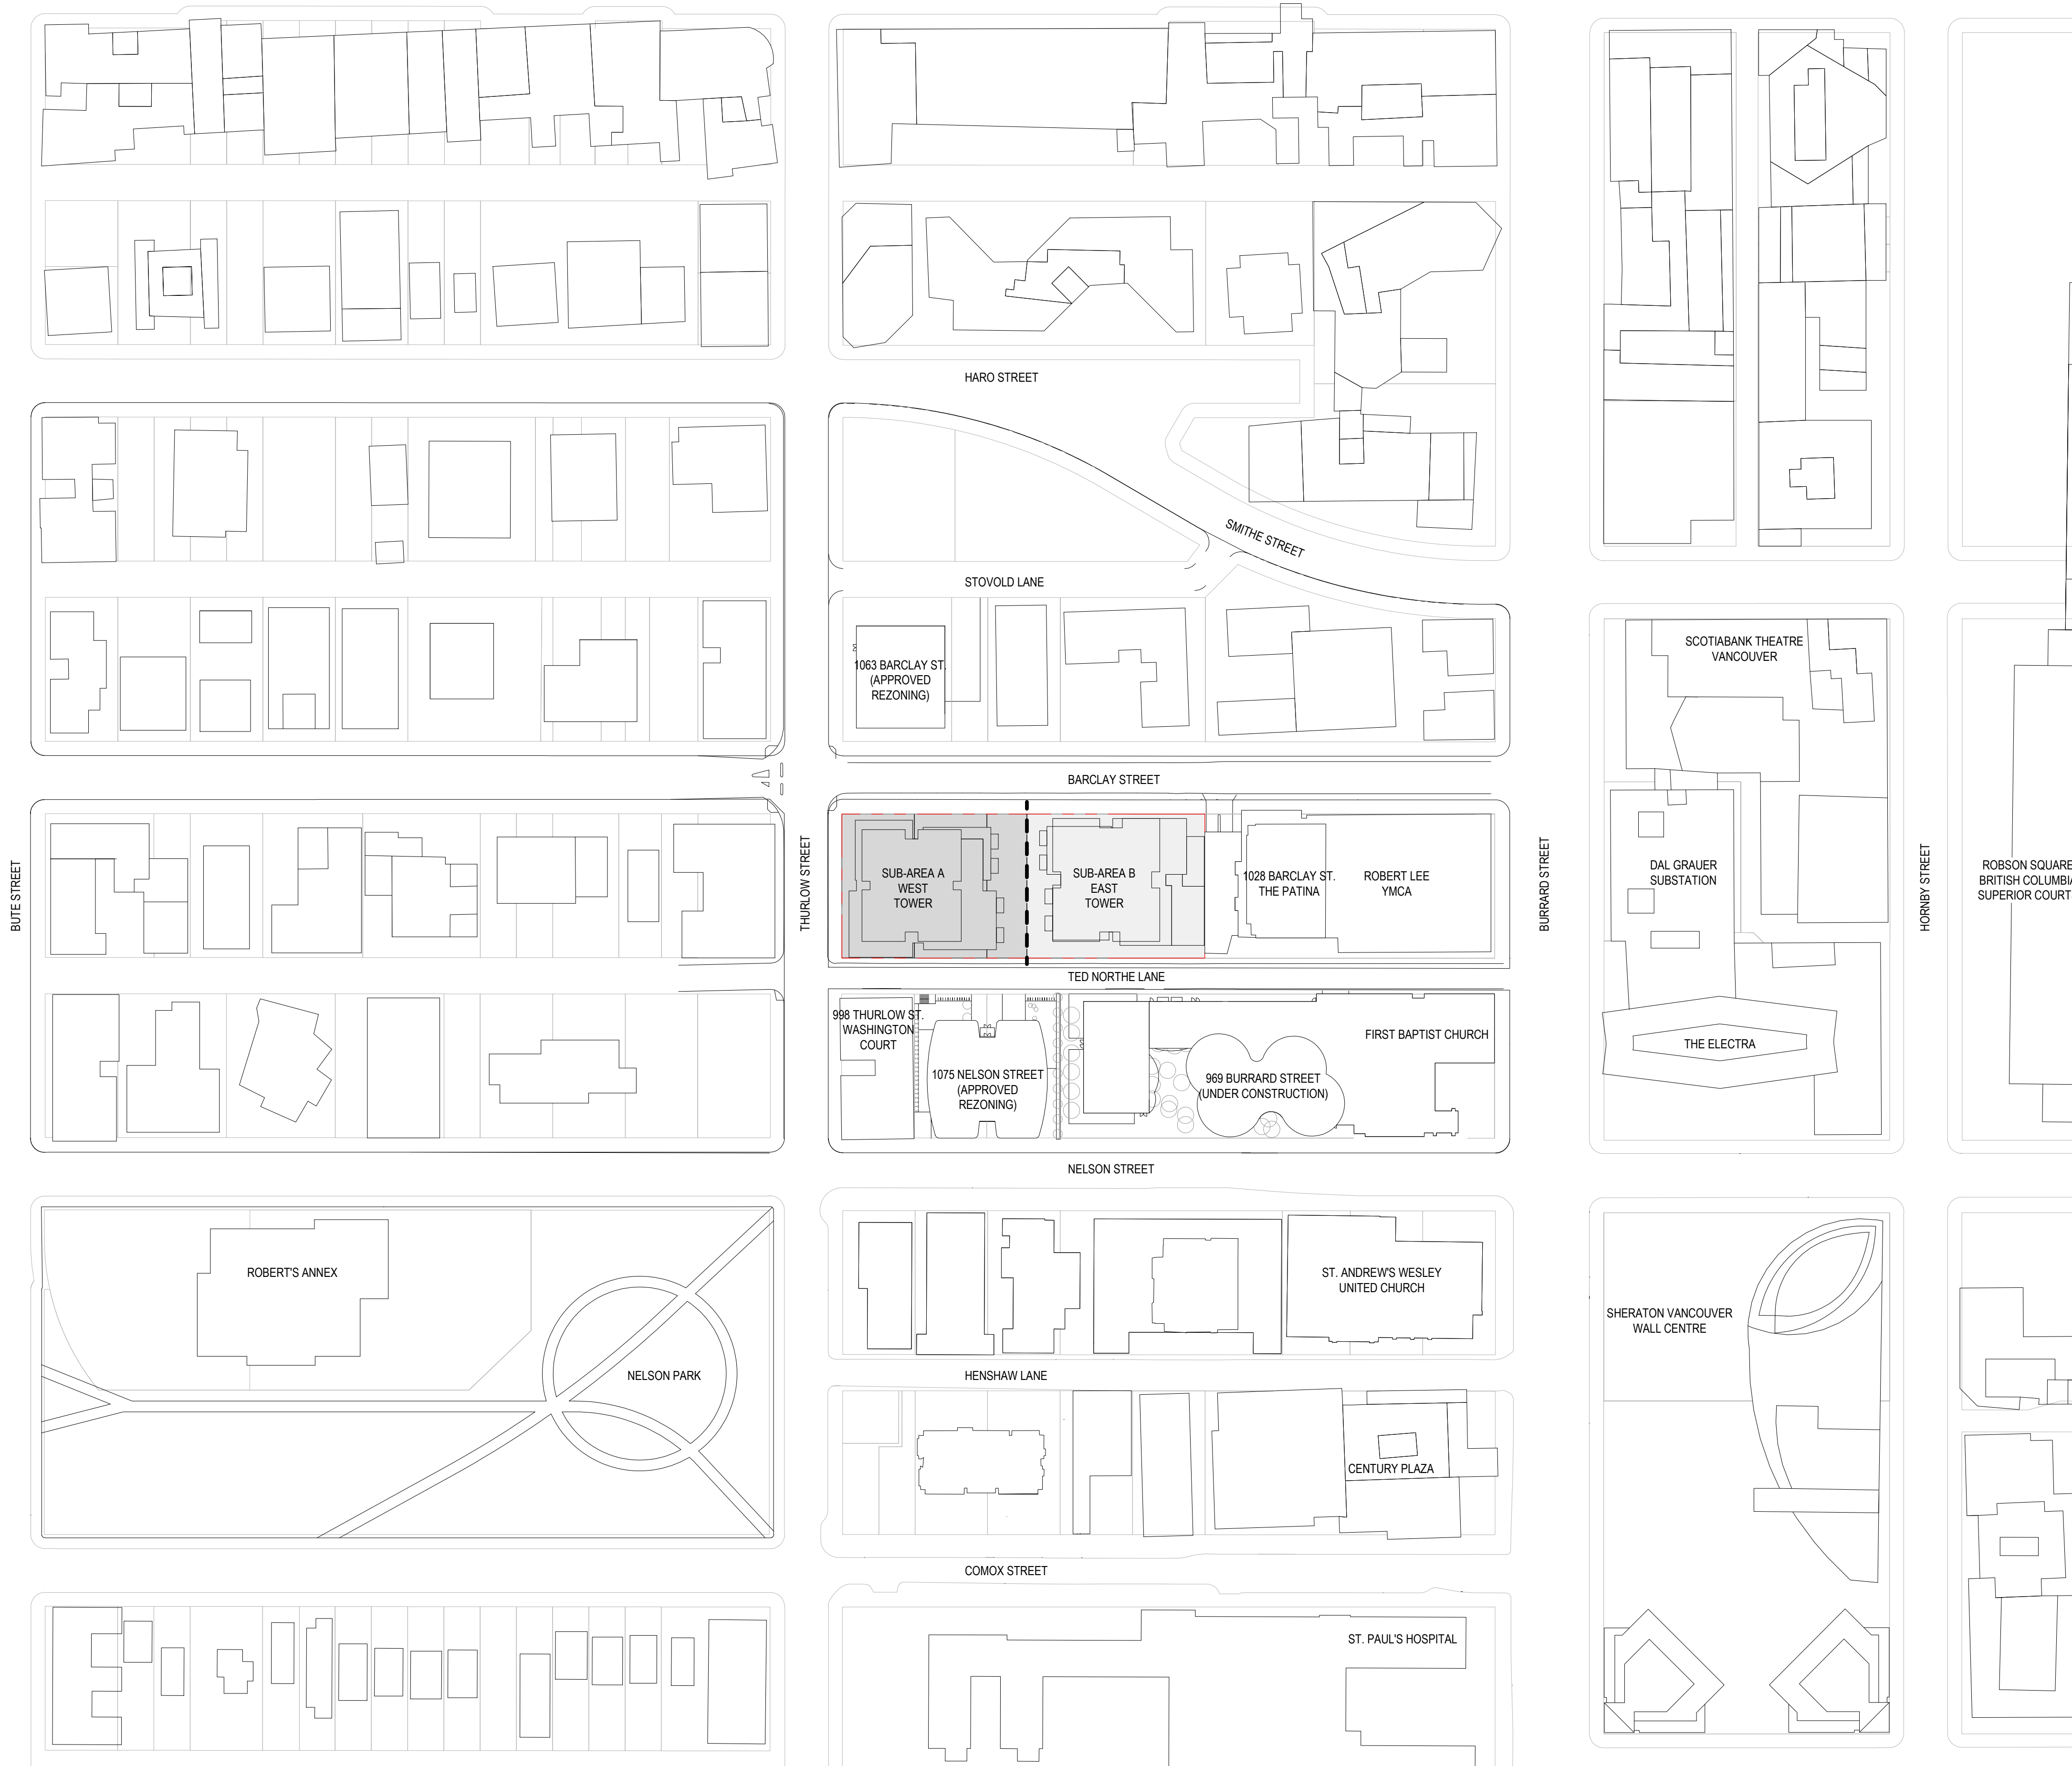 HARO STREET
SMITHE STREET
STOVOLD LANE
1063 BARCLAY ST.
(APPROVED
REZONING)
SCOTIABANK THEATRE
VANCOUVER
BARCLAY STREET
BUTE STREET
THURLOW STREET
SUB-AREA A
WEST
TOWER
SUB-AREA B
EAST
TOWER
1028 BARCLAY ST.
THE PATINA
ROBERT LEE
YMCA
BURRARD STREET
DAL GRAUER
SUBSTATION
HORNBY STREET
ROBSON SQUARE
BRITISH COLUMBIA
SUPERIOR COURT
TED NORTHE LANE
998 THURLOW ST.
WASHINGTON
COURT
1075 NELSON STREET
(APPROVED
REZONING)
969 BURRARD STREET
(UNDER CONSTRUCTION)
FIRST BAPTIST CHURCH
THE ELECTRA
NELSON STREET
ROBERT'S ANNEX
NELSON PARK
ST. ANDREW'S WESLEY
UNITED CHURCH
SHERATON VANCOUVER
WALL CENTRE
HENSHAW LANE
CENTURY PLAZA
COMOX STREET
ST. PAUL'S HOSPITAL